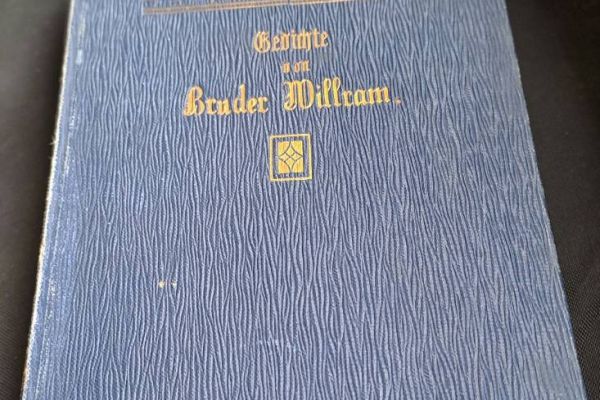 Gedichte
von
Bruder Willram.